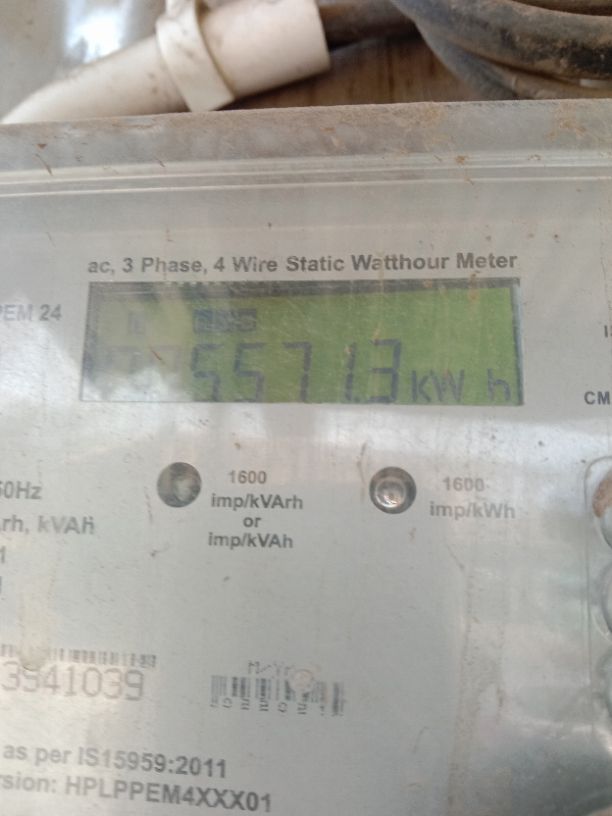 ac, 3 Phase, 4 Wire Static Watthour Meter
PEM 24
5571.3 kWh
CM
1600
imp/kVArh
or
imp/kVAh
1600
imp/kWh
50Hz
rh, kVAh
3941039
as per IS15959:2011
rsion: HPLPPEM4XXX01